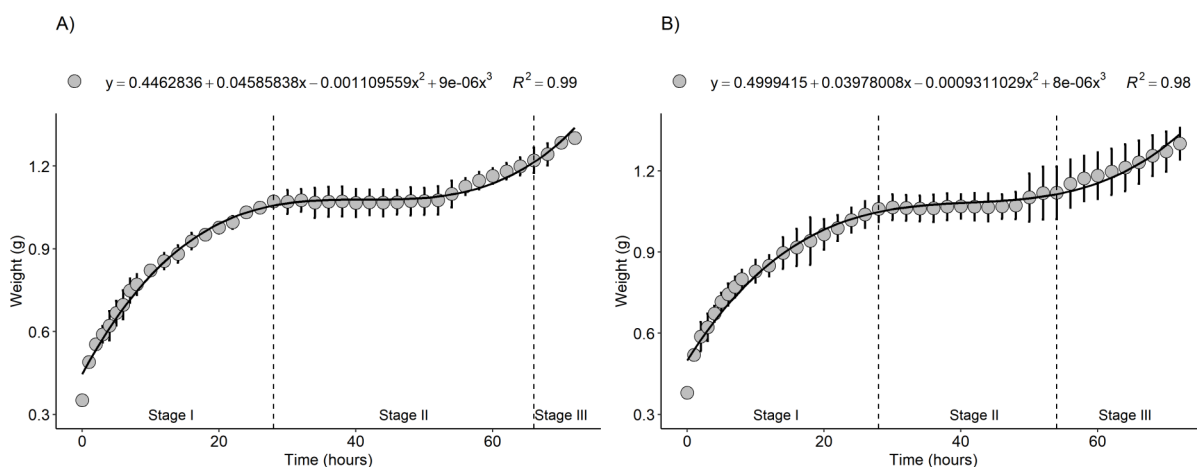 A)
y = 0.4462836 + 0.04585838x − 0.001109559x² + 9e-06x³ R² = 0.99
1.2
0.9
0.6
0.3
Weight (g)
Stage I
Stage II
Stage III
0
20
40
60
Time (hours)
B)
y = 0.4999415 + 0.03978008x − 0.0009311029x² + 8e-06x³ R² = 0.98
1.2
0.9
0.6
0.3
Weight (g)
Stage I
Stage II
Stage III
0
20
40
60
Time (hours)